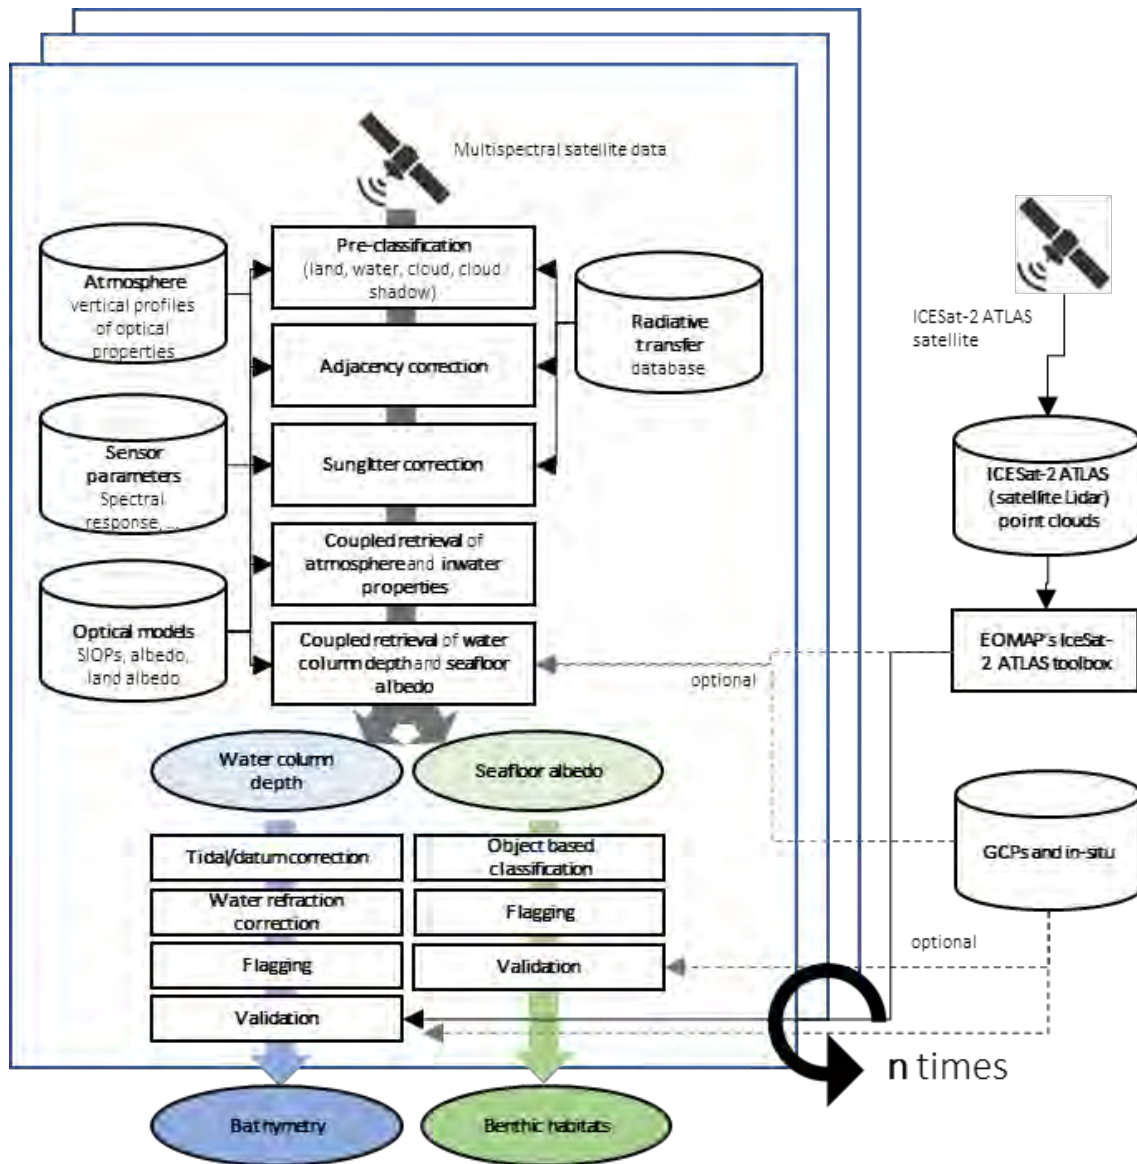 Multispectral satellite data
Pre-classification
(land, water, cloud, cloud
shadow)
Atmosphere
vertical profiles
of optical
properties
Radiative
transfer
database
Adjacency correction
Sensor
parameters
Spectral
response, ...
Sunglitter correction
Coupled retrieval of
atmosphere and inwater
properties
Optical models
SIOPs, albedo,
land albedo
Coupled retrieval of water
column depth and seafloor
albedo
optional
ICESat-2 ATLAS
satellite
ICESat-2 ATLAS
(satellite Lidar)
point clouds
EOMAP's IceSat-
2 ATLAS toolbox
Water column
depth
Seafloor albedo
GCPs and in-situ
Tidal/datum correction
Object based
classification
Water refraction
correction
Flagging
optional
Flagging
Validation
Validation
n times
Bathymetry
Benthic habitats